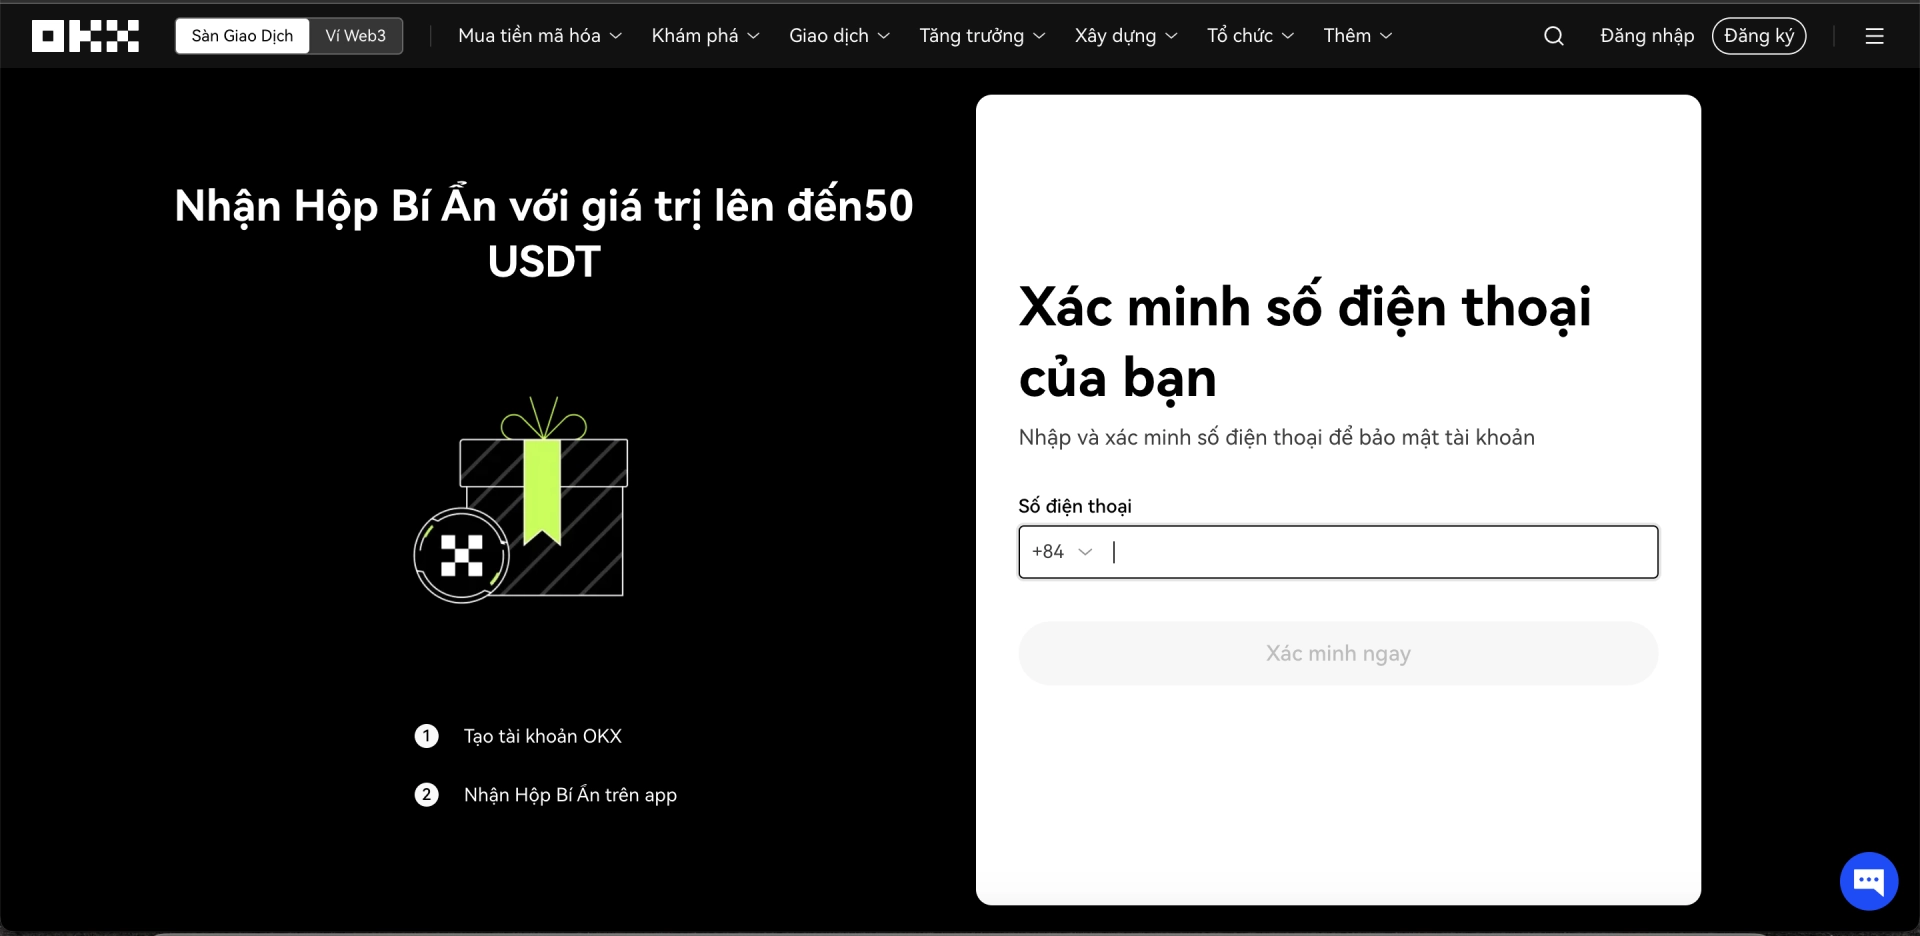 OKX Sàn Giao Dịch Ví Web3 Mua tiền mã hóa Khám phá Giao dịch Tăng trưởng Xây dựng Tổ chức Thêm Đăng nhập Đăng ký
Nhận Hộp Bí Ẩn với giá trị lên đến50
USDT
1 Tạo tài khoản OKX
2 Nhận Hộp Bí Ẩn trên app
Xác minh số điện thoại
của bạn
Nhập và xác minh số điện thoại để bảo mật tài khoản
Số điện thoại
+84
Xác minh ngay